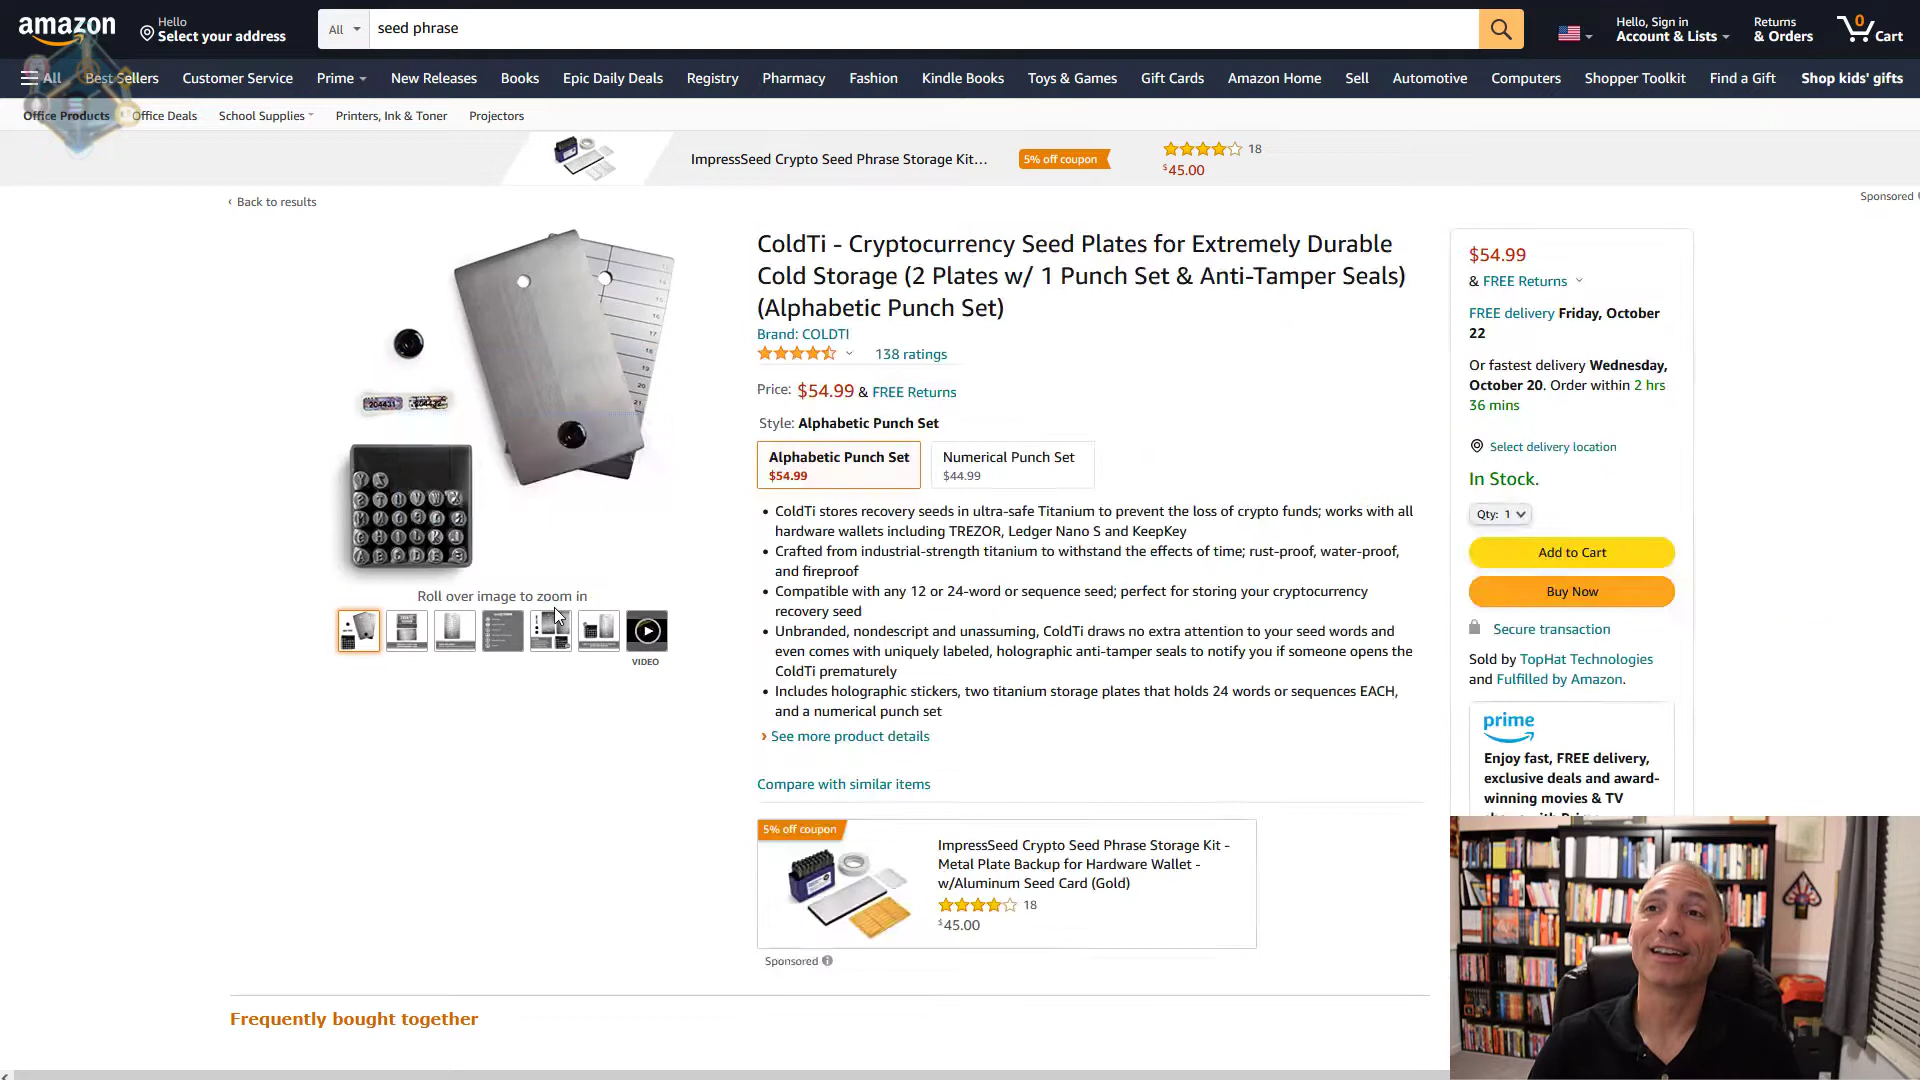 amazon
Hello
Select your address
All
seed phrase
Hello, Sign in
Account & Lists
Returns
& Orders
0
Cart
All
Best Sellers
Customer Service
Prime
New Releases
Books
Epic Daily Deals
Registry
Pharmacy
Fashion
Kindle Books
Toys & Games
Gift Cards
Amazon Home
Sell
Automotive
Computers
Shopper Toolkit
Find a Gift
Shop kids' gifts
Office Products
Office Deals
School Supplies
Printers, Ink & Toner
Projectors
ImpressSeed Crypto Seed Phrase Storage Kit...
5% off coupon
18
$45.00
‹ Back to results
Sponsored
ColdTi - Cryptocurrency Seed Plates for Extremely Durable
Cold Storage (2 Plates w/ 1 Punch Set & Anti-Tamper Seals)
(Alphabetic Punch Set)
Brand: COLDTI
138 ratings
Price: $54.99 & FREE Returns
Style: Alphabetic Punch Set
Alphabetic Punch Set
$54.99
Numerical Punch Set
$44.99
• ColdTi stores recovery seeds in ultra-safe Titanium to prevent the loss of crypto funds; works with all
hardware wallets including TREZOR, Ledger Nano S and KeepKey
• Crafted from industrial-strength titanium to withstand the effects of time; rust-proof, water-proof,
and fireproof
• Compatible with any 12 or 24-word or sequence seed; perfect for storing your cryptocurrency
recovery seed
• Unbranded, nondescript and unassuming, ColdTi draws no extra attention to your seed words and
even comes with uniquely labeled, holographic anti-tamper seals to notify you if someone opens the
ColdTi prematurely
• Includes holographic stickers, two titanium storage plates that holds 24 words or sequences EACH,
and a numerical punch set
› See more product details
Compare with similar items
5% off coupon
ImpressSeed Crypto Seed Phrase Storage Kit -
Metal Plate Backup for Hardware Wallet -
w/Aluminum Seed Card (Gold)
18
$45.00
Sponsored
Roll over image to zoom in
VIDEO
$54.99
& FREE Returns
FREE delivery Friday, October
22
Or fastest delivery Wednesday,
October 20. Order within 2 hrs
36 mins
Select delivery location
In Stock.
Qty: 1
Add to Cart
Buy Now
Secure transaction
Sold by TopHat Technologies
and Fulfilled by Amazon.
prime
Enjoy fast, FREE delivery,
exclusive deals and award-
winning movies & TV
Frequently bought together